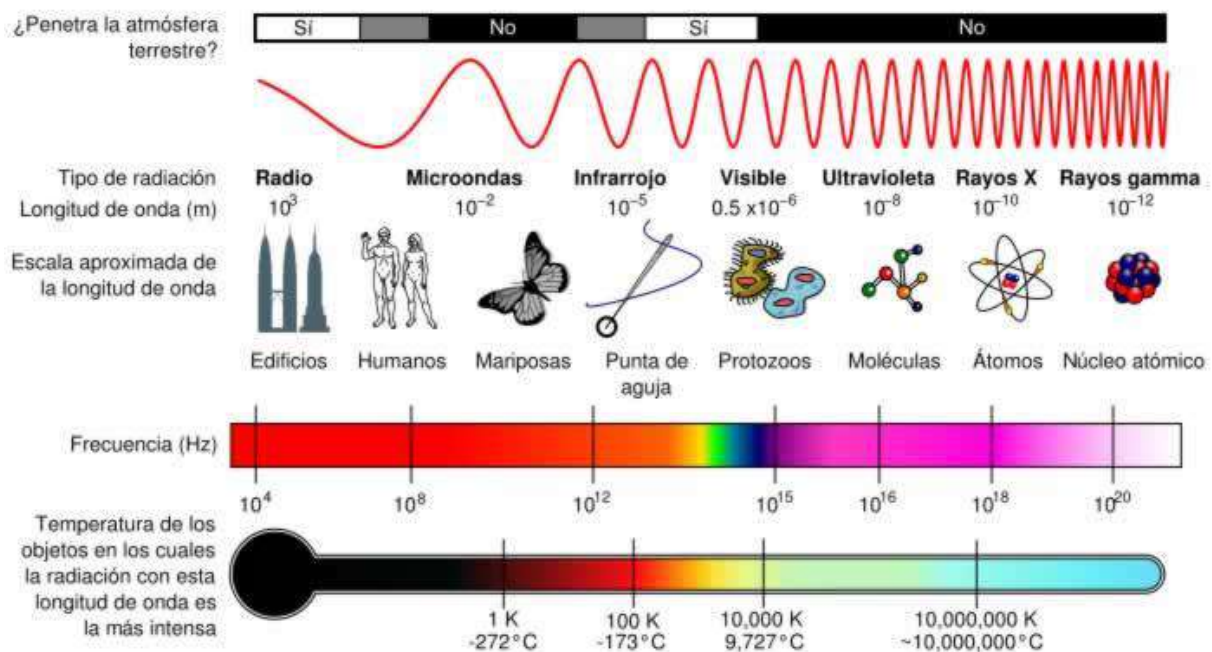 ¿Penetra la atmósfera
terrestre?
Sí No Sí No
Tipo de radiación Radio Microondas Infrarrojo Visible Ultravioleta Rayos X Rayos gamma
Longitud de onda (m) 10³ 10⁻² 10⁻⁵ 0.5 x10⁻⁶ 10⁻⁸ 10⁻¹⁰ 10⁻¹²
Escala aproximada de
la longitud de onda
Edificios Humanos Mariposas Punta de
aguja
Protozoos Moléculas Átomos Núcleo atómico
Frecuencia (Hz)
10⁴ 10⁸ 10¹² 10¹⁵ 10¹⁶ 10¹⁸ 10²⁰
Temperatura de los
objetos en los cuales
la radiación con esta
longitud de onda es
la más intensa
1 K 100 K 10,000 K 10,000,000 K
-272°C -173°C 9,727°C ~10,000,000°C